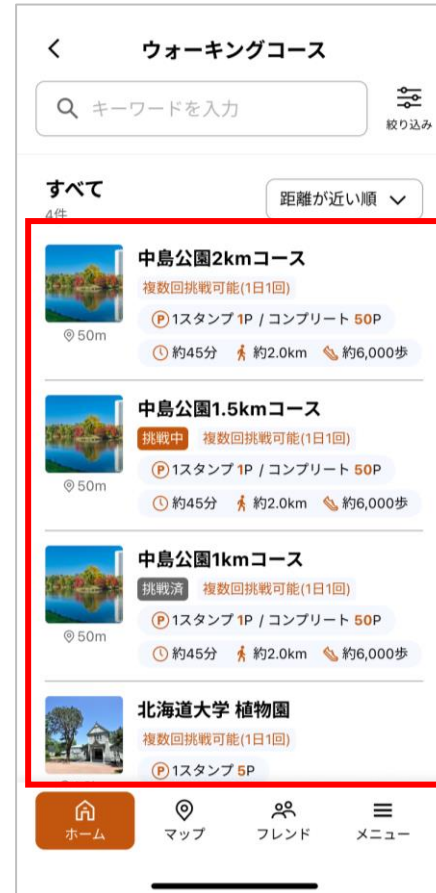 ウォーキングコース
キーワードを入力
絞り込み
すべて
4件
距離が近い順
中島公園2kmコース
複数回挑戦可能(1日1回)
P 1スタンプ 1P / コンプリート 50P
50m
約45分 約2.0km 約6,000歩
中島公園1.5kmコース
挑戦中 複数回挑戦可能(1日1回)
P 1スタンプ 1P / コンプリート 50P
50m
約45分 約2.0km 約6,000歩
中島公園1kmコース
挑戦済 複数回挑戦可能(1日1回)
P 1スタンプ 1P / コンプリート 50P
50m
約45分 約2.0km 約6,000歩
北海道大学 植物園
複数回挑戦可能(1日1回)
P 1スタンプ 5P
ホーム マップ フレンド メニュー